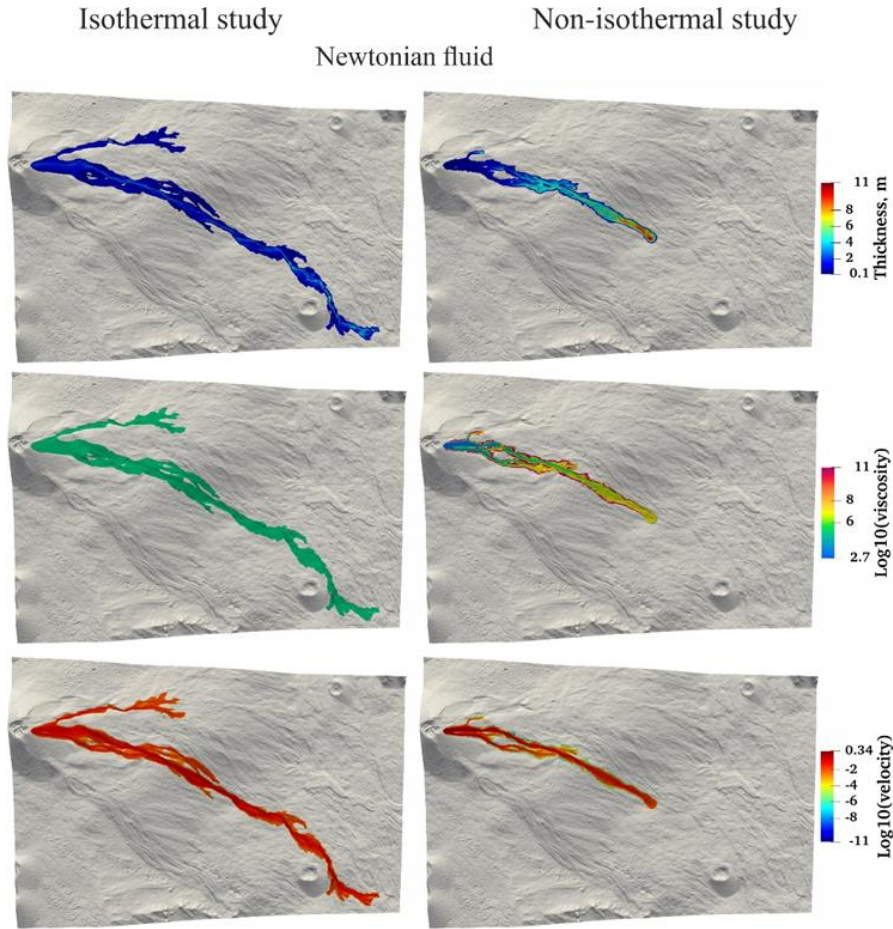 Isothermal study
Non-isothermal study
Newtonian fluid
11
8
6
4
2
0.1
Thickness, m
11
8
6
2.7
Log10(viscosity)
0.34
-2
-4
-6
-8
-11
Log10(velocity)